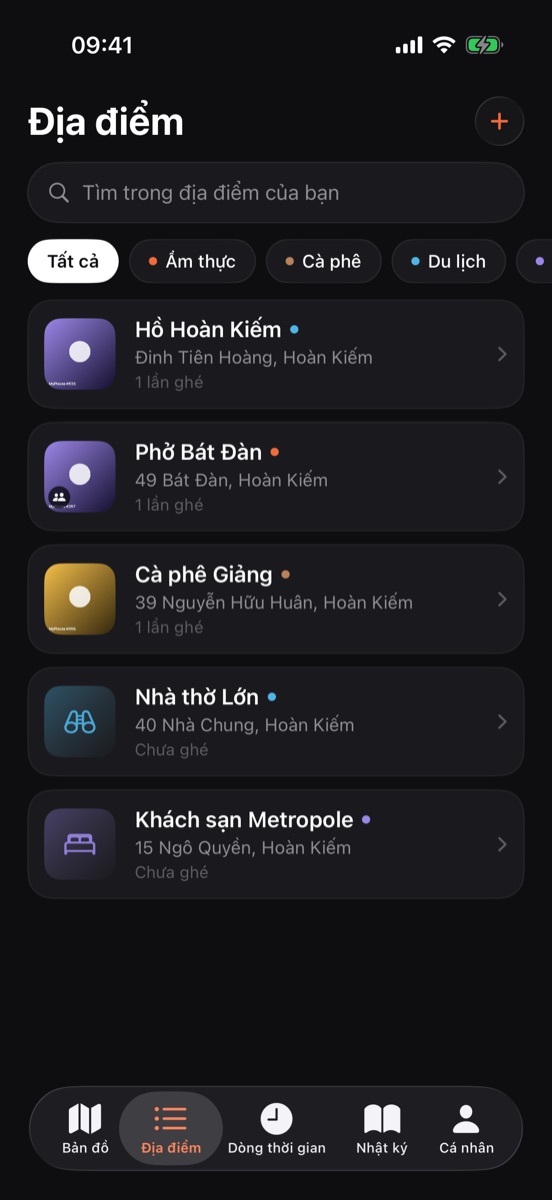 09:41
Địa điểm
Tìm trong địa điểm của bạn
Tất cả
Ẩm thực
Cà phê
Du lịch
Hồ Hoàn Kiếm
Đinh Tiên Hoàng, Hoàn Kiếm
1 lần ghé
Phở Bát Đàn
49 Bát Đàn, Hoàn Kiếm
1 lần ghé
Cà phê Giảng
39 Nguyễn Hữu Huân, Hoàn Kiếm
1 lần ghé
Nhà thờ Lớn
40 Nhà Chung, Hoàn Kiếm
Chưa ghé
Khách sạn Metropole
15 Ngô Quyền, Hoàn Kiếm
Chưa ghé
Bản đồ
Địa điểm
Dòng thời gian
Nhật ký
Cá nhân